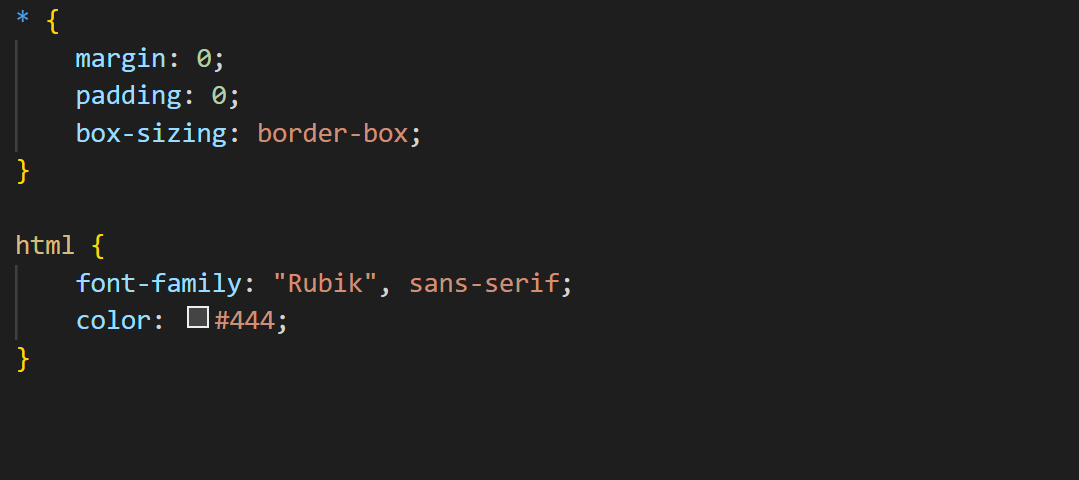 * {
    margin: 0;
    padding: 0;
    box-sizing: border-box;
}

html {
    font-family: "Rubik", sans-serif;
    color: #444;
}